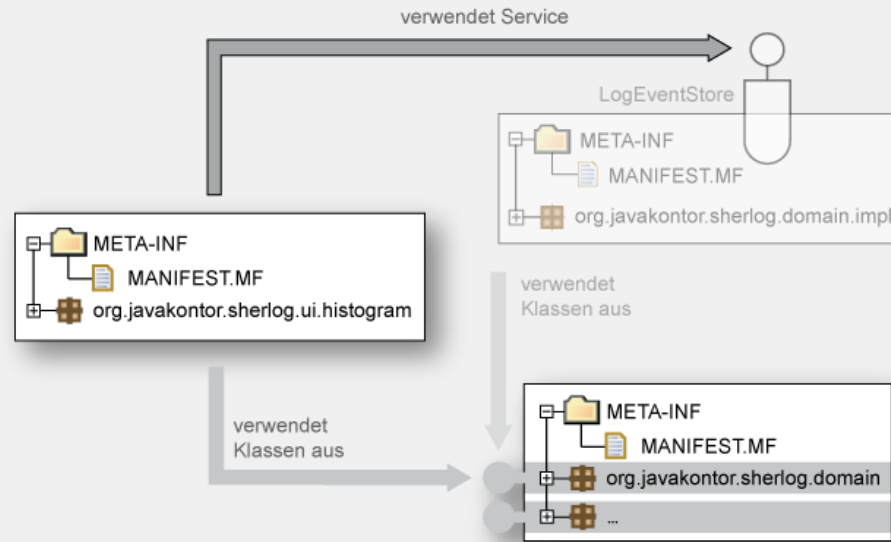 verwendet Service
LogEventStore
META-INF
MANIFEST.MF
org.javakontor.sherlog.domain.impl
META-INF
MANIFEST.MF
org.javakontor.sherlog.ui.histogram
verwendet
Klassen aus
verwendet
Klassen aus
META-INF
MANIFEST.MF
org.javakontor.sherlog.domain
...